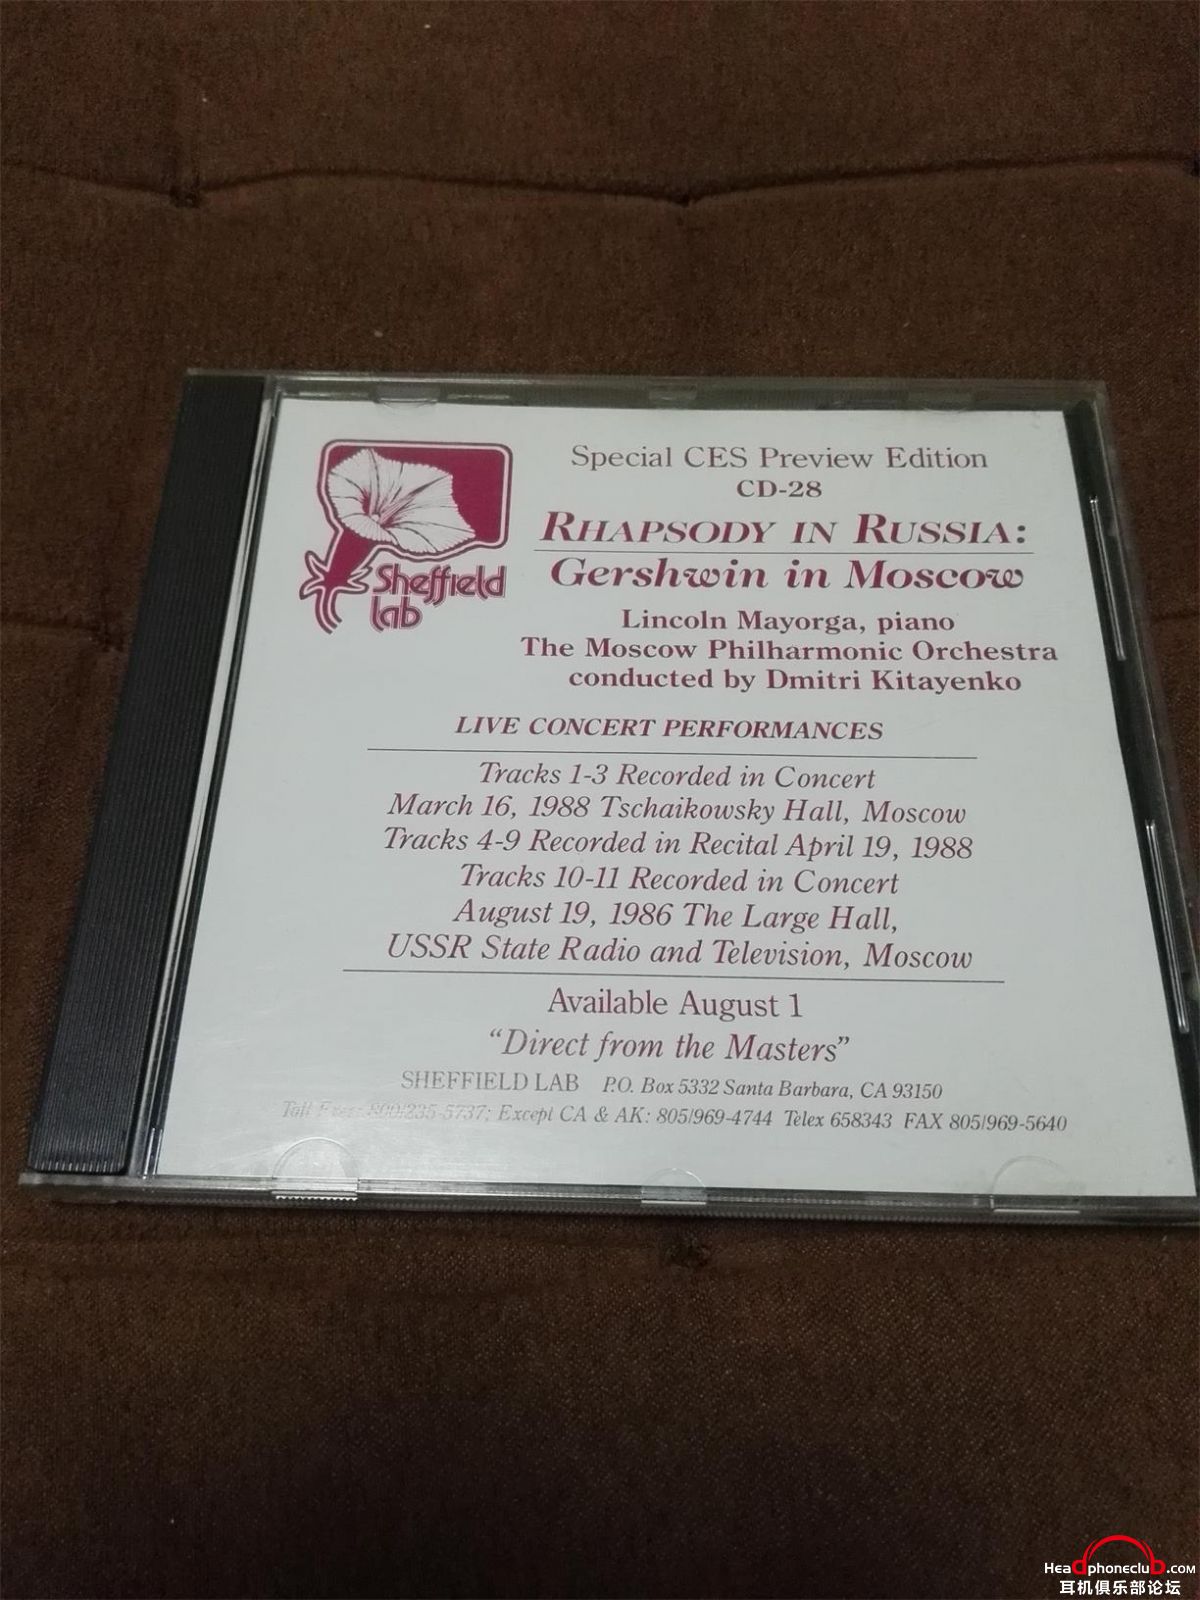 Sheffield
lab
Special CES Preview Edition
CD-28
RHAPSODY IN RUSSIA:
Gershwin in Moscow
Lincoln Mayorga, piano
The Moscow Philharmonic Orchestra
conducted by Dmitri Kitayenko
LIVE CONCERT PERFORMANCES
Tracks 1-3 Recorded in Concert
March 16, 1988 Tschaikowsky Hall, Moscow
Tracks 4-9 Recorded in Recital April 19, 1988
Tracks 10-11 Recorded in Concert
August 19, 1986 The Large Hall,
USSR State Radio and Television, Moscow
Available August 1
"Direct from the Masters"
SHEFFIELD LAB P.O. Box 5332 Santa Barbara, CA 93150
Toll Free: 800/235-5737; Except CA & AK: 805/969-4744 Telex 658343 FAX 805/969-5640
Headphoneclub.com
耳机俱乐部论坛